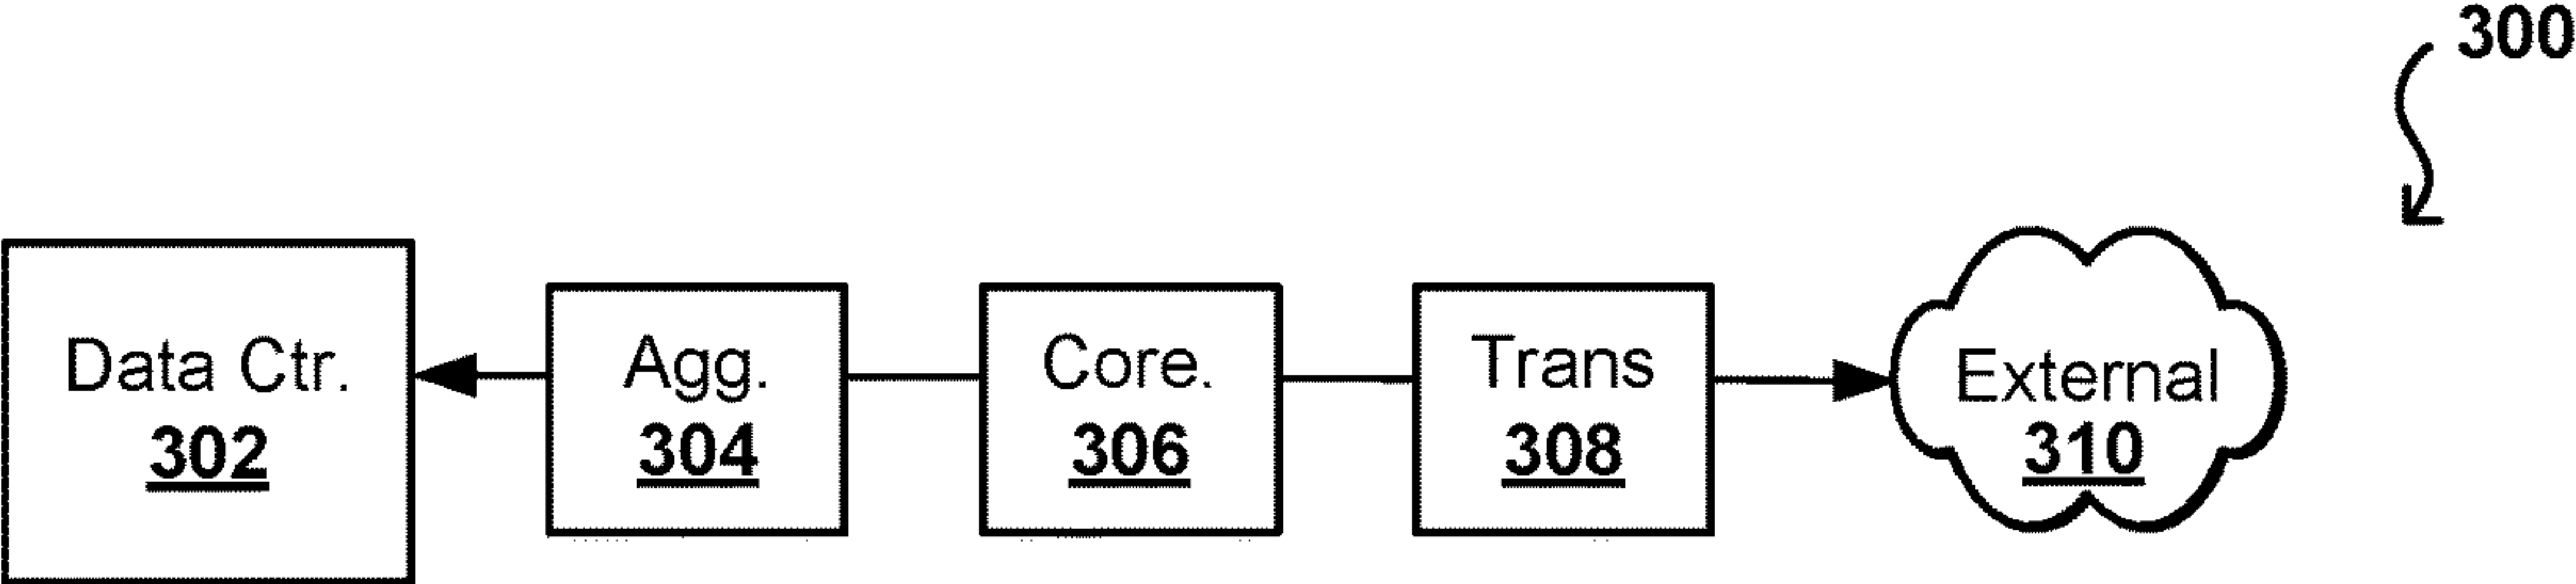 300
Data Ctr.
302
Agg.
304
Core.
306
Trans
308
External
310